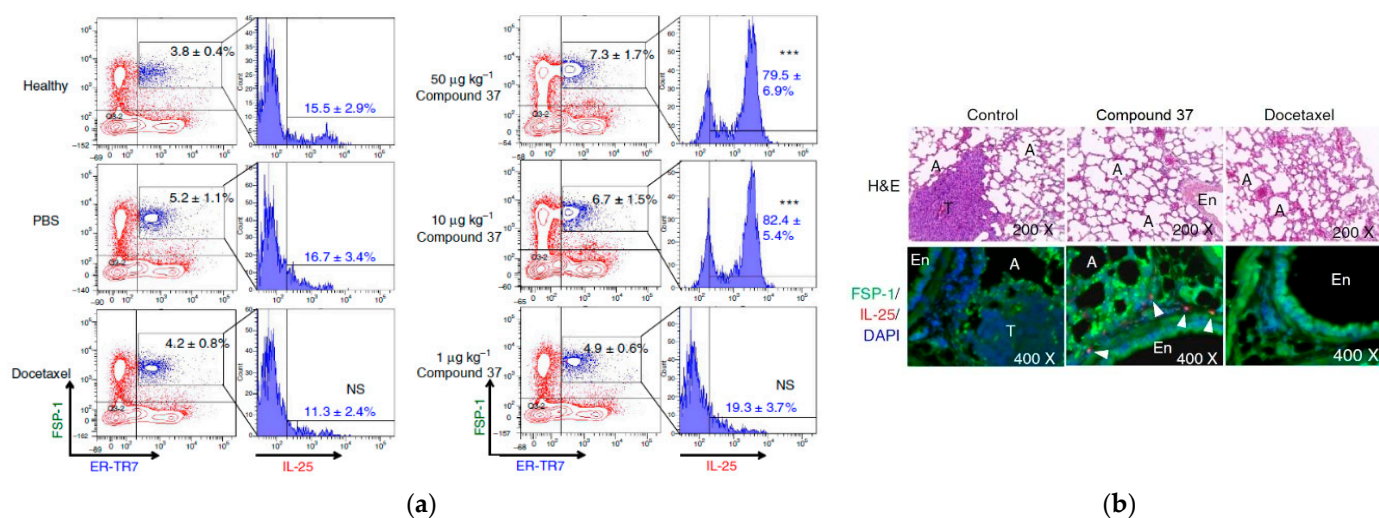 Healthy
3.8 ± 0.4%
15.5 ± 2.9%
PBS
5.2 ± 1.1%
16.7 ± 3.4%
Docetaxel
4.2 ± 0.8%
NS
11.3 ± 2.4%
FSP-1
ER-TR7
IL-25
50 µg kg⁻¹
Compound 37
7.3 ± 1.7%
***
79.5 ±
6.9%
10 µg kg⁻¹
Compound 37
6.7 ± 1.5%
***
82.4 ±
5.4%
1 µg kg⁻¹
Compound 37
4.9 ± 0.6%
NS
19.3 ± 3.7%
FSP-1
ER-TR7
IL-25
(a)
Control
Compound 37
Docetaxel
H&E
A
A
T
200 X
A
A
En
200 X
A
A
200 X
FSP-1/
IL-25/
DAPI
En
A
T
400 X
A
En
400 X
En
400 X
(b)